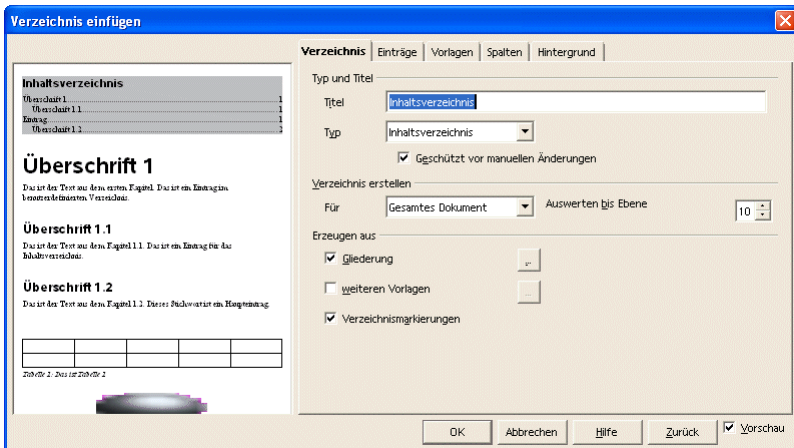 Verzeichnis einfügen
Inhaltsverzeichnis
Überschrift 1 1
Überschrift 1.1 1
Eintrag 1
Überschrift 1.2 2
Überschrift 1
Das ist der Text aus dem ersten Kapitel. Das ist ein Eintrag im
benutzerdefinierten Verzeichnis.
Überschrift 1.1
Das ist der Text aus dem Kapitel 1.1. Das ist ein Eintrag für das
Inhaltsverzeichnis.
Überschrift 1.2
Das ist der Text aus dem Kapitel 1.2. Dieses Stichwort ist ein Haupteintrag.
Tabelle 2: Das ist Tabelle 2
Verzeichnis Einträge Vorlagen Spalten Hintergrund
Typ und Titel
Titel Inhaltsverzeichnis
Typ Inhaltsverzeichnis
Geschützt vor manuellen Änderungen
Verzeichnis erstellen
Für Gesamtes Dokument Auswerten bis Ebene 10
Erzeugen aus
Gliederung ...
weiteren Vorlagen ...
Verzeichnismarkierungen
OK Abbrechen Hilfe Zurück Vorschau